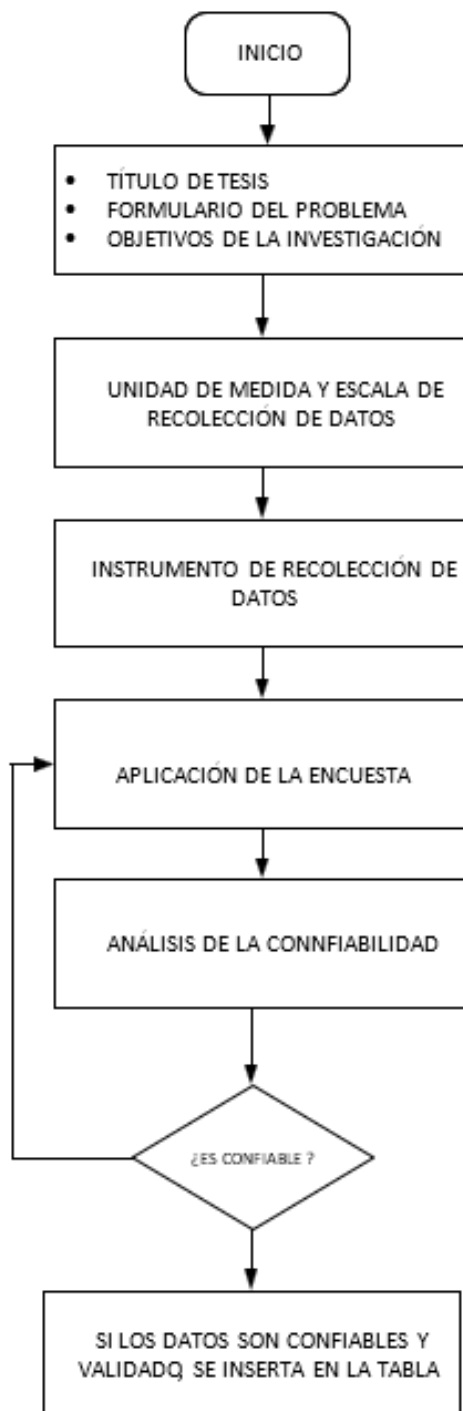 INICIO
• TÍTULO DE TESIS
• FORMULARIO DEL PROBLEMA
• OBJETIVOS DE LA INVESTIGACIÓN
UNIDAD DE MEDIDA Y ESCALA DE
RECOLECCIÓN DE DATOS
INSTRUMENTO DE RECOLECCIÓN DE
DATOS
APLICACIÓN DE LA ENCUESTA
ANÁLISIS DE LA CONNFIABILIDAD
¿ES CONFIABLE ?
SI LOS DATOS SON CONFIABLES Y
VALIDADO, SE INSERTA EN LA TABLA